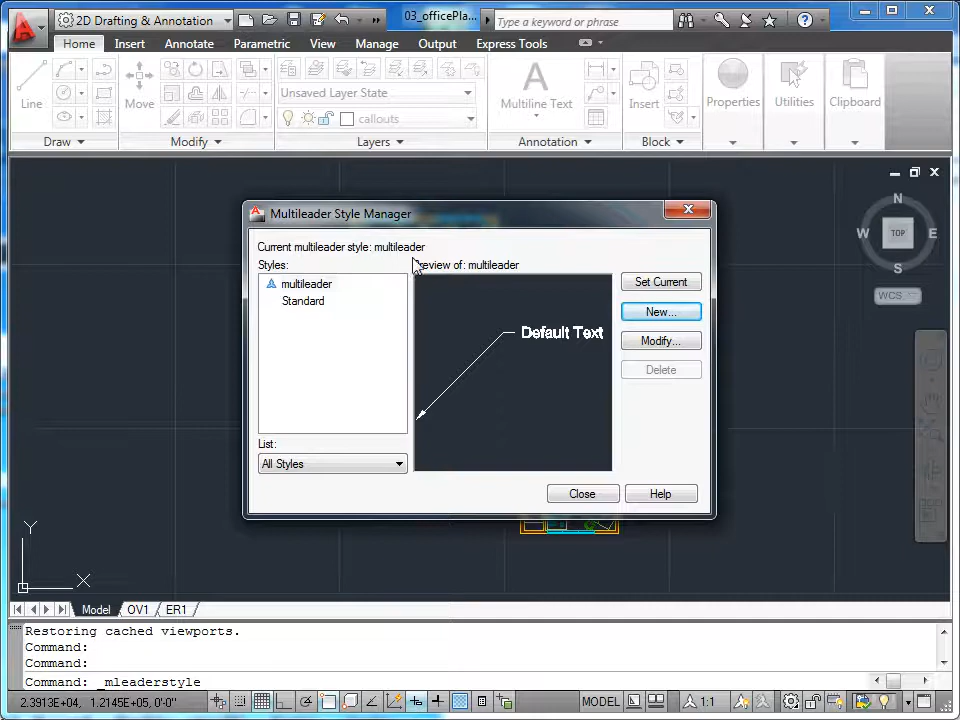 2D Drafting & Annotation
03_officePla...
Type a keyword or phrase
Home Insert Annotate Parametric View Manage Output Express Tools
Line
Move
Unsaved Layer State
callouts
Multiline Text
Insert
Properties
Utilities
Clipboard
Draw
Modify
Layers
Annotation
Block
N
W TOP E
S
WCS
Multileader Style Manager
Current multileader style: multileader
Styles:
review of: multileader
multileader
Standard
Default Text
Set Current
New...
Modify...
Delete
List:
All Styles
Close
Help
Y
X
Model OV1 ER1
Restoring cached viewports.
Command:
Command:
Command: _mleaderstyle
2.3913E+04, 1.2145E+05, 0'-0"
MODEL
1:1